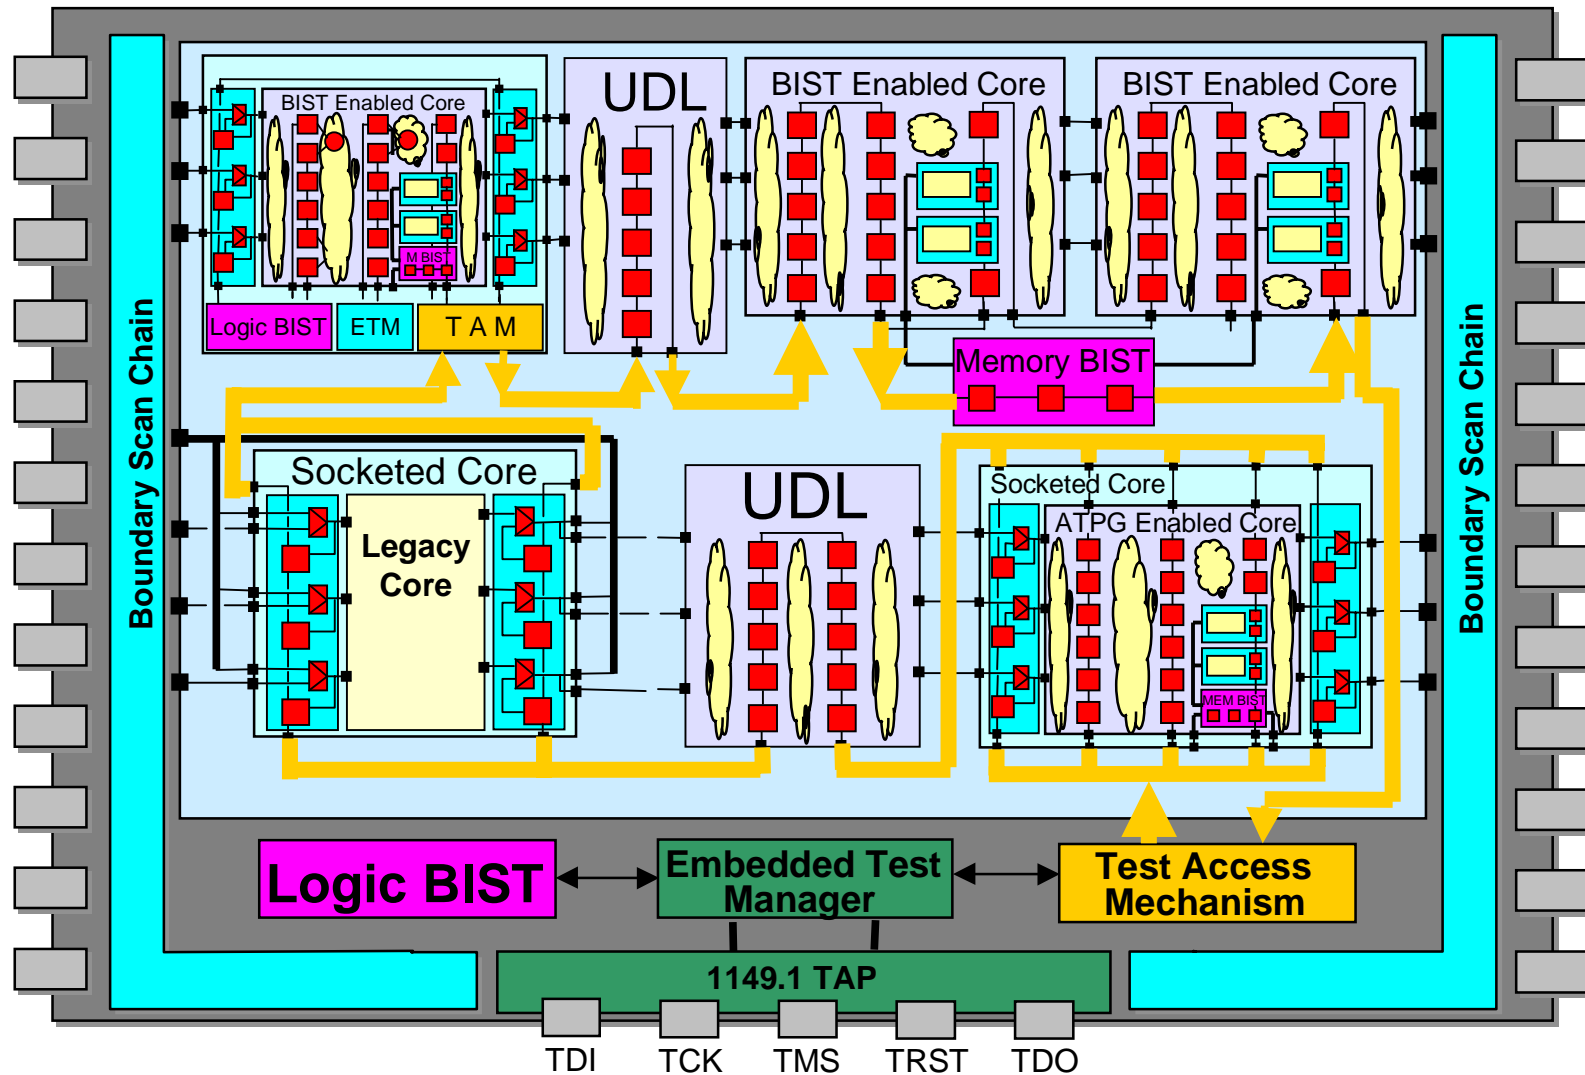 UDL
BIST Enabled Core
BIST Enabled Core
BIST Enabled Core
M BIST
Logic BIST
ETM
T A M
Memory BIST
Boundary Scan Chain
Boundary Scan Chain
Socketed Core
Legacy
Core
UDL
Socketed Core
ATPG Enabled Core
MEM BIST
Logic BIST
Embedded Test
Manager
Test Access
Mechanism
1149.1 TAP
TDI
TCK
TMS
TRST
TDO